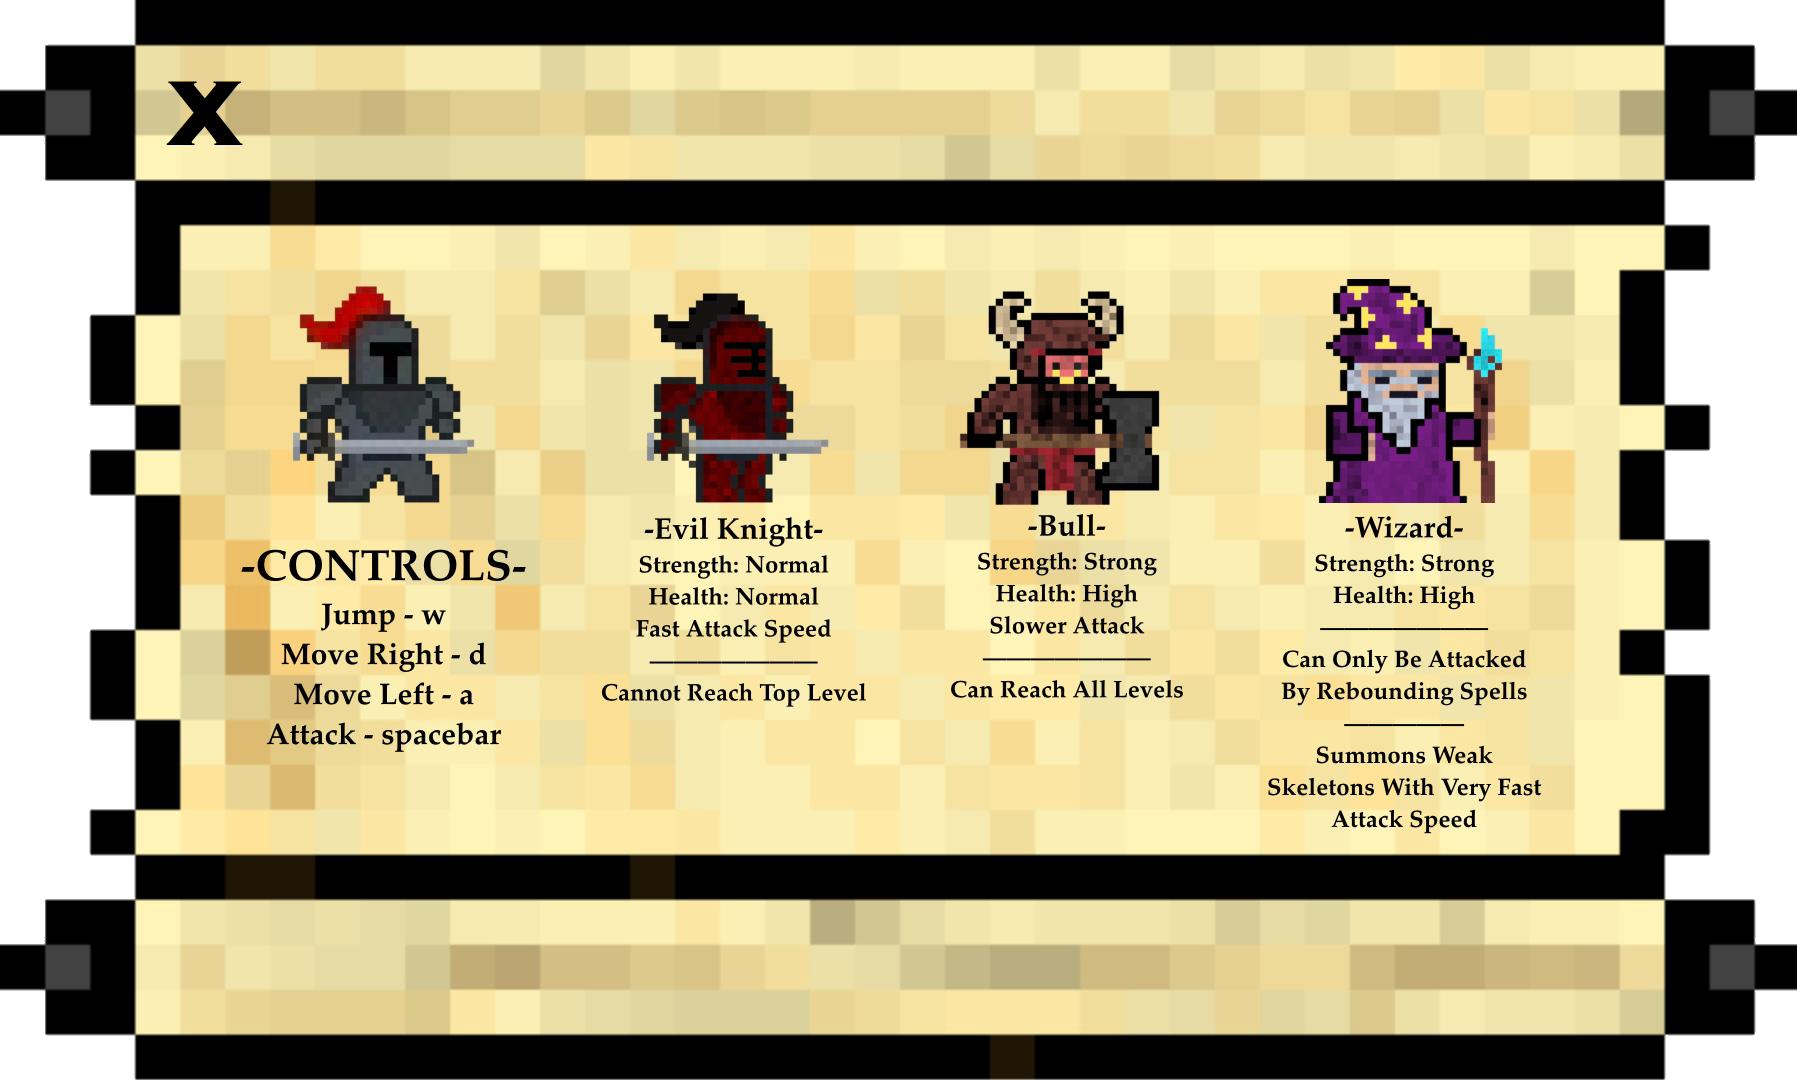 X
-CONTROLS-
Jump - w
Move Right - d
Move Left - a
Attack - spacebar
-Evil Knight-
Strength: Normal
Health: Normal
Fast Attack Speed
Cannot Reach Top Level
-Bull-
Strength: Strong
Health: High
Slower Attack
Can Reach All Levels
-Wizard-
Strength: Strong
Health: High
Can Only Be Attacked
By Rebounding Spells
Summons Weak
Skeletons With Very Fast
Attack Speed